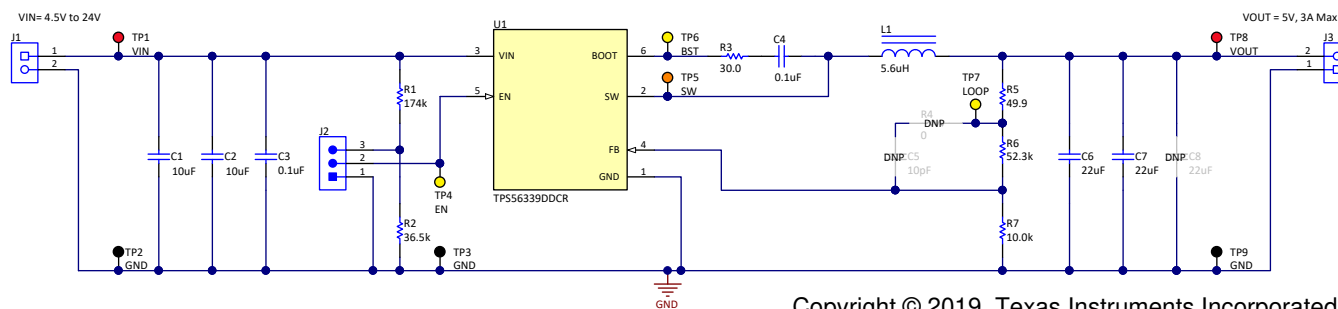 VIN= 4.5V to 24V
VOUT = 5V, 3A Max
J1
1
2
TP1
VIN
U1
3
VIN
BOOT
6
TP6
BST
R3
30.0
C4
0.1uF
L1
5.6uH
TP8
VOUT
J3
2
1
R1
174k
5
EN
SW
2
TP5
SW
TP7
LOOP
R5
49.9
R4
DNP
0
J2
3
2
1
C1
10uF
C2
10uF
C3
0.1uF
TP4
EN
FB
4
GND
1
TPS56339DDCR
DNP
C5
10pF
R6
52.3k
C6
22uF
C7
22uF
DNP
C8
22uF
R2
36.5k
R7
10.0k
TP2
GND
TP3
GND
TP9
GND
GND
Copyright © 2019, Texas Instruments Incorporated